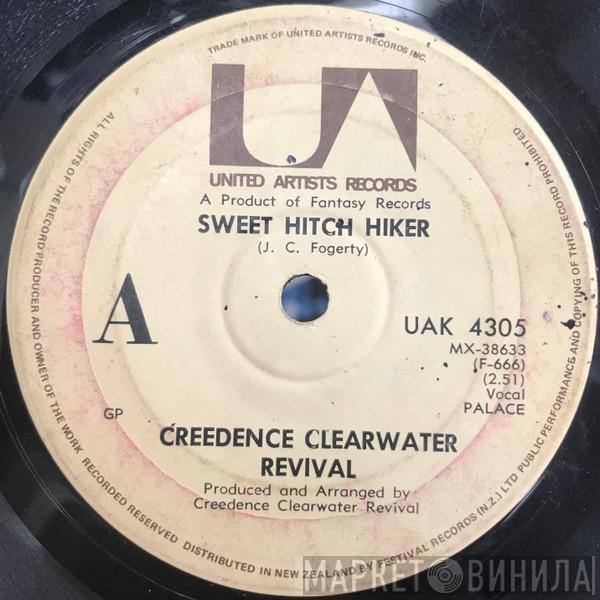 TRADE MARK OF UNITED ARTISTS RECORDS INC.
UA
UNITED ARTISTS RECORDS
A Product of Fantasy Records
SWEET HITCH HIKER
(J. C. Fogerty)
A
UAK 4305
MX-38633
(F-666)
(2.51)
Vocal
PALACE
GP
CREEDENCE CLEARWATER
REVIVAL
Produced and Arranged by
Creedence Clearwater Revival
ALL RIGHTS OF THE RECORD PRODUCER AND OWNER OF THE WORK RECORDED RESERVED
DISTRIBUTED IN NEW ZEALAND BY FESTIVAL RECORDS (N.Z.) LTD
PUBLIC PERFORMANCE AND COPYING OF THIS RECORD PROHIBITED
МАРКЕТ ВИНИЛА